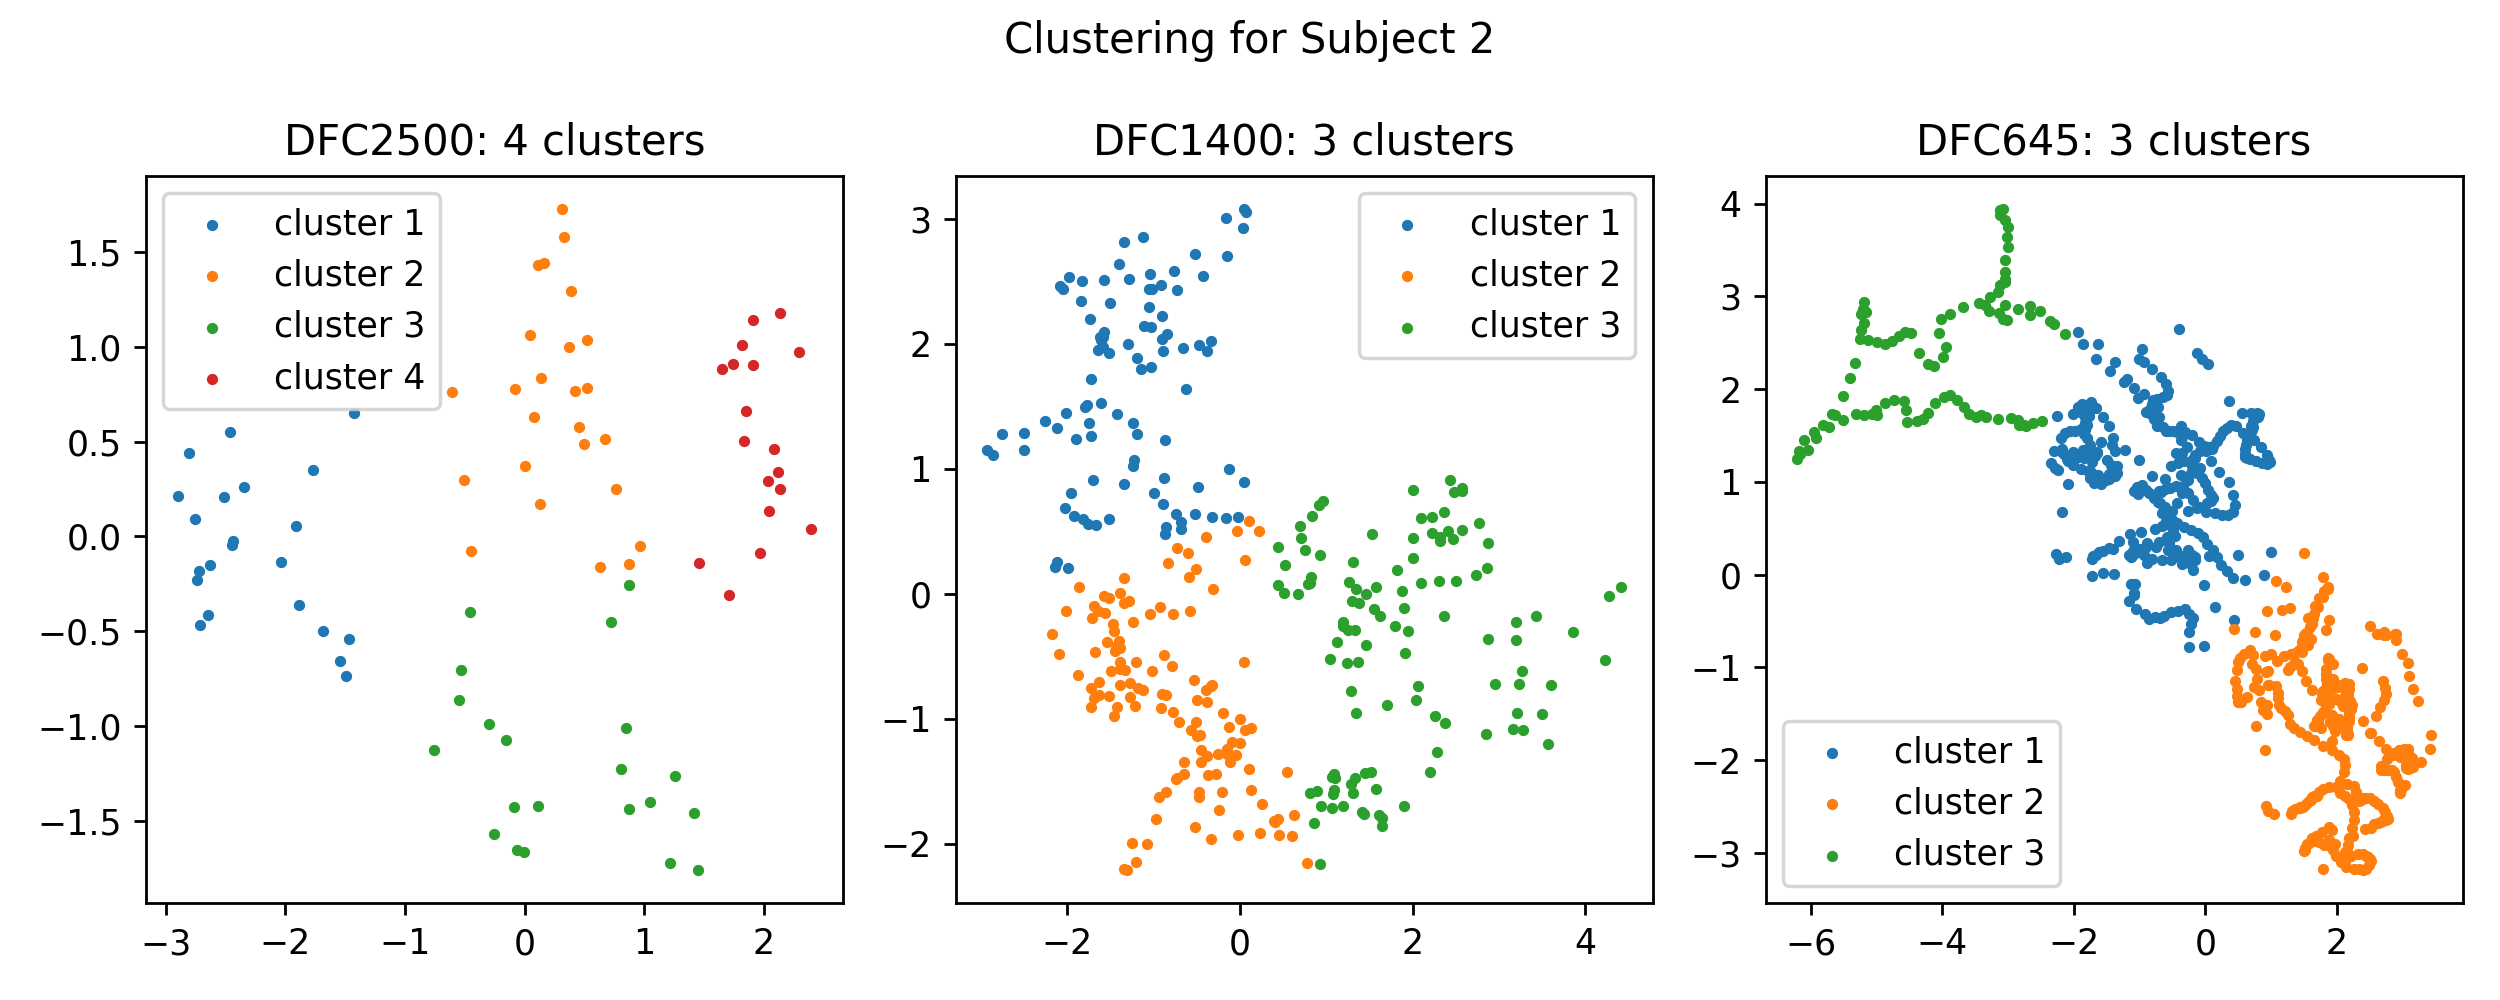 Clustering for Subject 2
DFC2500: 4 clusters
cluster 1
cluster 2
cluster 3
cluster 4
1.5
1.0
0.5
0.0
−0.5
−1.0
−1.5
−3 −2 −1 0 1 2
DFC1400: 3 clusters
cluster 1
cluster 2
cluster 3
3
2
1
0
−1
−2
−2 0 2 4
DFC645: 3 clusters
4
3
2
1
0
−1
−2
−3
cluster 1
cluster 2
cluster 3
−6 −4 −2 0 2